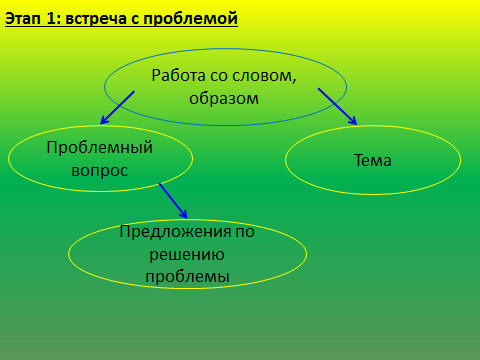 Этап 1: встреча с проблемой
Работа со словом,
образом
Проблемный
вопрос
Тема
Предложения по
решению
проблемы